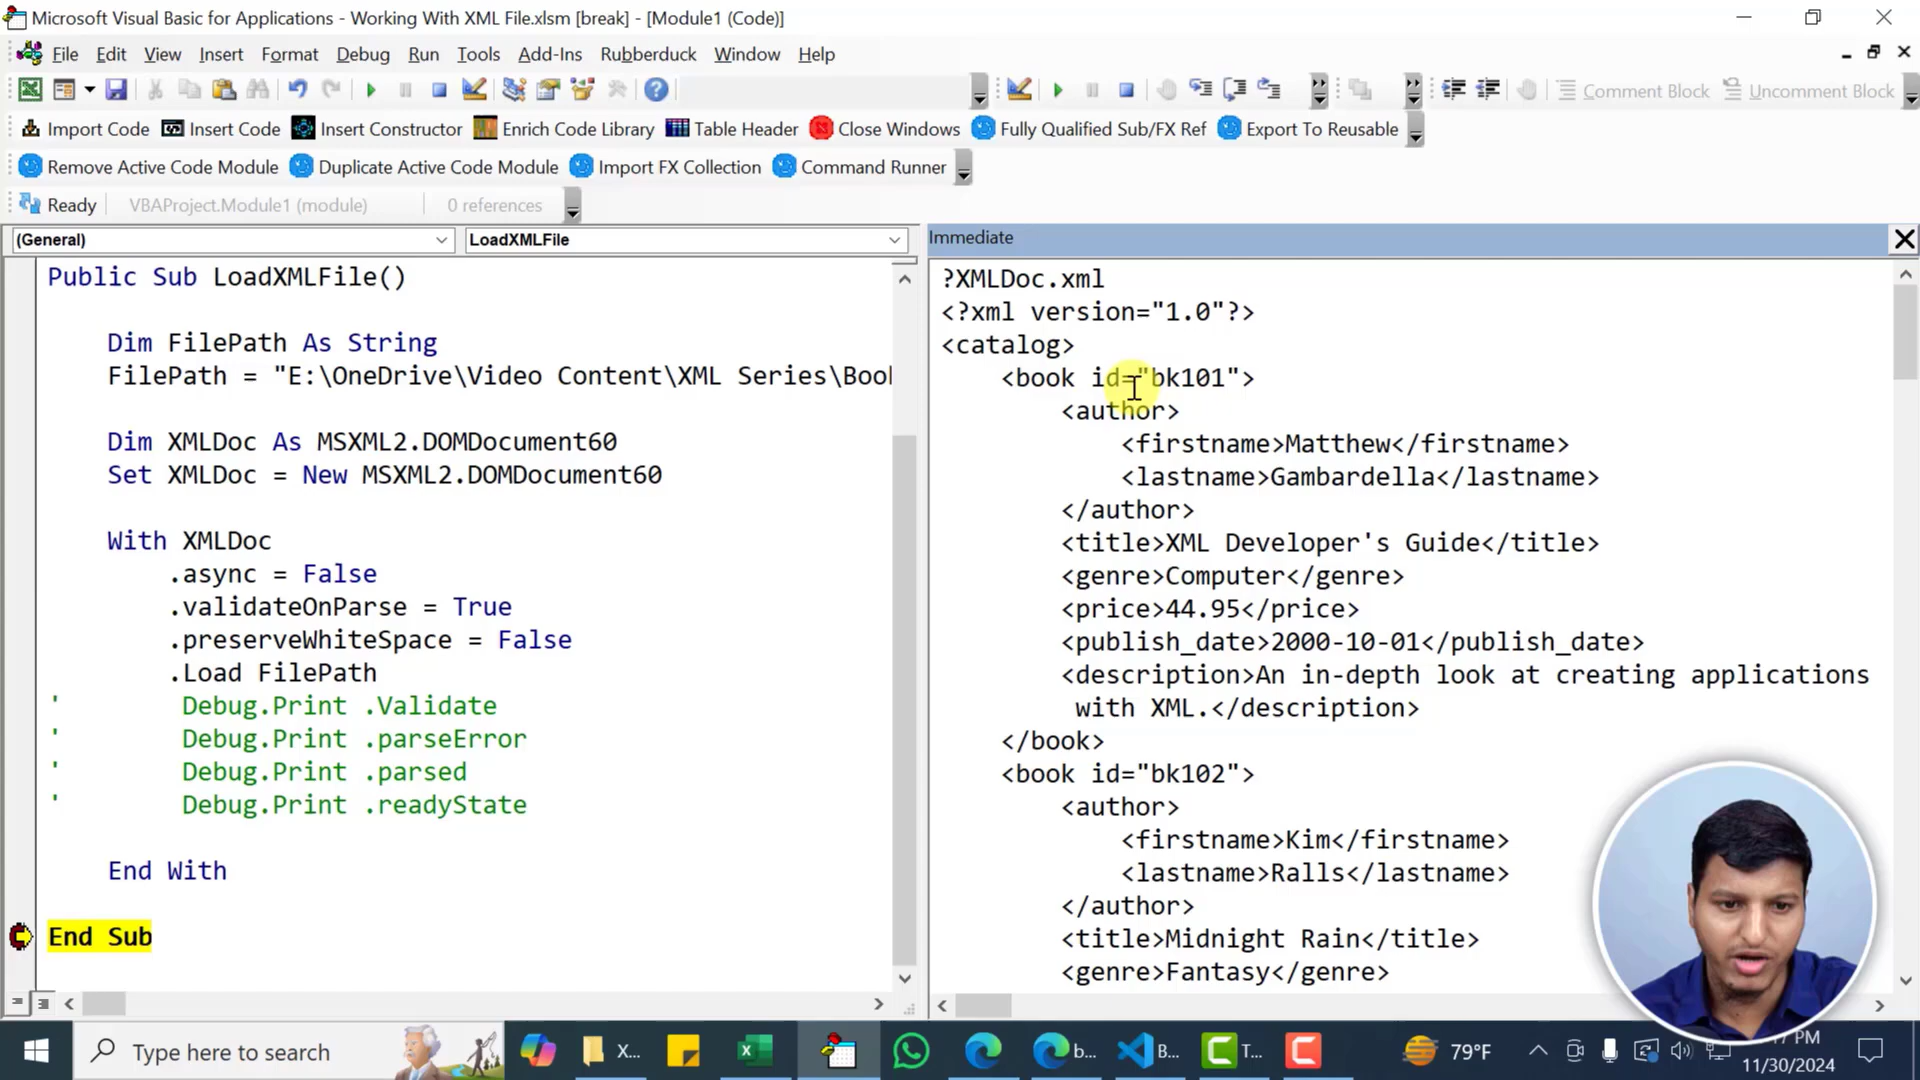 Microsoft Visual Basic for Applications - Working With XML File.xlsm [break] - [Module1 (Code)]
File Edit View Insert Format Debug Run Tools Add-Ins Rubberduck Window Help
Comment Block Uncomment Block
Import Code Insert Code Insert Constructor Enrich Code Library Table Header Close Windows Fully Qualified Sub/FX Ref Export To Reusable
Remove Active Code Module Duplicate Active Code Module Import FX Collection Command Runner
Ready VBAProject.Module1 (module) 0 references
(General) LoadXMLFile
Public Sub LoadXMLFile()
Dim FilePath As String
FilePath = "E:\OneDrive\Video Content\XML Series\Book
Dim XMLDoc As MSXML2.DOMDocument60
Set XMLDoc = New MSXML2.DOMDocument60
With XMLDoc
.async = False
.validateOnParse = True
.preserveWhiteSpace = False
.Load FilePath
' Debug.Print .Validate
' Debug.Print .parseError
' Debug.Print .parsed
' Debug.Print .readyState
End With
End Sub
Immediate
?XMLDoc.xml
<?xml version="1.0"?>
<catalog>
<book id="bk101">
<author>
<firstname>Matthew</firstname>
<lastname>Gambardella</lastname>
</author>
<title>XML Developer's Guide</title>
<genre>Computer</genre>
<price>44.95</price>
<publish_date>2000-10-01</publish_date>
<description>An in-depth look at creating applications
with XML.</description>
</book>
<book id="bk102">
<author>
<firstname>Kim</firstname>
<lastname>Ralls</lastname>
</author>
<title>Midnight Rain</title>
<genre>Fantasy</genre>
Type here to search
X...
b...
B...
T...
79°F
PM
11/30/2024